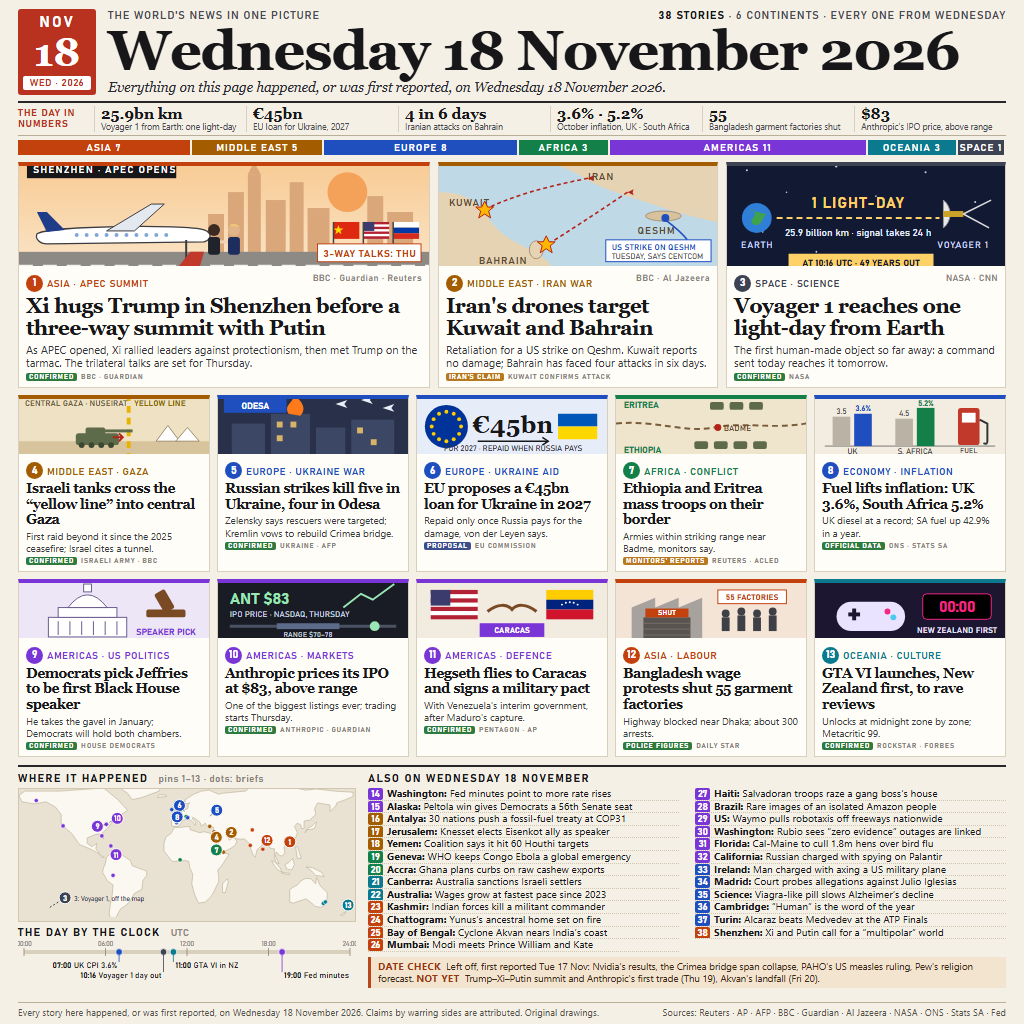 NOV
18
WED · 2026
THE WORLD'S NEWS IN ONE PICTURE
38 STORIES · 6 CONTINENTS · EVERY ONE FROM WEDNESDAY
Wednesday 18 November 2026
Everything on this page happened, or was first reported, on Wednesday 18 November 2026.
THE DAY IN
NUMBERS
25.9bn km
Voyager 1 from Earth: one light-day
€45bn
EU loan for Ukraine, 2027
4 in 6 days
Iranian attacks on Bahrain
3.6% · 5.2%
October inflation, UK · South Africa
55
Bangladesh garment factories shut
$83
Anthropic's IPO price, above range
ASIA 7
MIDDLE EAST 5
EUROPE 8
AFRICA 3
AMERICAS 11
OCEANIA 3
SPACE 1
SHENZHEN · APEC OPENS
3-WAY TALKS: THU
1 ASIA · APEC SUMMIT
BBC · Guardian · Reuters
Xi hugs Trump in Shenzhen before a
three-way summit with Putin
As APEC opened, Xi rallied leaders against protectionism, then met Trump on the
tarmac. The trilateral talks are set for Thursday.
CONFIRMED BBC · GUARDIAN
IRAN
KUWAIT
QESHM
BAHRAIN
US STRIKE ON QESHM
TUESDAY, SAYS CENTCOM
2 MIDDLE EAST · IRAN WAR
BBC · Al Jazeera
Iran's drones target
Kuwait and Bahrain
Retaliation for a US strike on Qeshm. Kuwait reports
no damage; Bahrain has faced four attacks in six days.
IRAN'S CLAIM KUWAIT CONFIRMS ATTACK
1 LIGHT-DAY
25.9 billion km · signal takes 24 h
EARTH
VOYAGER 1
AT 10:16 UTC · 49 YEARS OUT
3 SPACE · SCIENCE
NASA · CNN
Voyager 1 reaches one
light-day from Earth
The first human-made object so far away: a command
sent today reaches it tomorrow.
CONFIRMED NASA
CENTRAL GAZA · NUSEIRAT YELLOW LINE
4 MIDDLE EAST · GAZA
Israeli tanks cross the
“yellow line” into central
Gaza
First raid beyond it since the 2025
ceasefire; Israel cites a tunnel.
CONFIRMED ISRAELI ARMY · BBC
ODESA
5 EUROPE · UKRAINE WAR
Russian strikes kill five in
Ukraine, four in Odesa
Zelensky says rescuers were targeted;
Kremlin vows to rebuild Crimea bridge.
CONFIRMED UKRAINE · AFP
€45bn
FOR 2027 · REPAID WHEN RUSSIA PAYS
6 EUROPE · UKRAINE AID
EU proposes a €45bn
loan for Ukraine in 2027
Repaid only once Russia pays for the
damage, von der Leyen says.
PROPOSAL EU COMMISSION
ERITREA
BADME
ETHIOPIA
7 AFRICA · CONFLICT
Ethiopia and Eritrea
mass troops on their
border
Armies within striking range near
Badme, monitors say.
MONITORS' REPORTS REUTERS · ACLED
3.5 3.6% 4.5 5.2%
UK S. AFRICA FUEL
8 ECONOMY · INFLATION
Fuel lifts inflation: UK
3.6%, South Africa 5.2%
UK diesel at a record; SA fuel up 42.9%
in a year.
OFFICIAL DATA ONS · STATS SA
SPEAKER PICK
9 AMERICAS · US POLITICS
Democrats pick Jeffries
to be first Black House
speaker
He takes the gavel in January;
Democrats will hold both chambers.
CONFIRMED HOUSE DEMOCRATS
ANT $83
IPO PRICE · NASDAQ, THURSDAY
RANGE $70–78
10 AMERICAS · MARKETS
Anthropic prices its IPO
at $83, above range
One of the biggest listings ever; trading
starts Thursday.
CONFIRMED ANTHROPIC · GUARDIAN
CARACAS
11 AMERICAS · DEFENCE
Hegseth flies to Caracas
and signs a military pact
With Venezuela's interim government,
after Maduro's capture.
CONFIRMED PENTAGON · AP
SHUT
55 FACTORIES
12 ASIA · LABOUR
Bangladesh wage
protests shut 55 garment
factories
Highway blocked near Dhaka; about 300
arrests.
POLICE FIGURES DAILY STAR
00:00
NEW ZEALAND FIRST
13 OCEANIA · CULTURE
GTA VI launches, New
Zealand first, to rave
reviews
Unlocks at midnight zone by zone;
Metacritic 99.
CONFIRMED ROCKSTAR · FORBES
WHERE IT HAPPENED pins 1–13 · dots: briefs
6
5
8
10
9
4
2
7
12
1
11
13
3 3: Voyager 1, off the map
THE DAY BY THE CLOCK UTC
00:00 06:00 12:00 18:00 24:00
07:00 UK CPI 3.6%
11:00 GTA VI in NZ
10:16 Voyager 1 day out
19:00 Fed minutes
ALSO ON WEDNESDAY 18 NOVEMBER
14 Washington: Fed minutes point to more rate rises
15 Alaska: Peltola win gives Democrats a 56th Senate seat
16 Antalya: 30 nations push a fossil-fuel treaty at COP31
17 Jerusalem: Knesset elects Eisenkot ally as speaker
18 Yemen: Coalition says it hit 60 Houthi targets
19 Geneva: WHO keeps Congo Ebola a global emergency
20 Accra: Ghana plans curbs on raw cashew exports
21 Canberra: Australia sanctions Israeli settlers
22 Australia: Wages grow at fastest pace since 2023
23 Kashmir: Indian forces kill a militant commander
24 Chattogram: Yunus's ancestral home set on fire
25 Bay of Bengal: Cyclone Akvan nears India's coast
26 Mumbai: Modi meets Prince William and Kate
27 Haiti: Salvadoran troops raze a gang boss's house
28 Brazil: Rare images of an isolated Amazon people
29 US: Waymo pulls robotaxis off freeways nationwide
30 Washington: Rubio sees “zero evidence” outages are linked
31 Florida: Cal-Maine to cull 1.8m hens over bird flu
32 California: Russian charged with spying on Palantir
33 Ireland: Man charged with axing a US military plane
34 Madrid: Court probes allegations against Julio Iglesias
35 Science: Viagra-like pill slows Alzheimer's decline
36 Cambridge: “Human” is the word of the year
37 Turin: Alcaraz beats Medvedev at the ATP Finals
38 Shenzhen: Xi and Putin call for a “multipolar” world
DATE CHECK Left off, first reported Tue 17 Nov: Nvidia's results, the Crimea bridge span collapse, PAHO's US measles ruling, Pew's religion
forecast. NOT YET Trump–Xi–Putin summit and Anthropic's first trade (Thu 19), Akvan's landfall (Fri 20).
Every story here happened, or was first reported, on Wednesday 18 November 2026. Claims by warring sides are attributed. Original drawings.
Sources: Reuters · AP · AFP · BBC · Guardian · Al Jazeera · NASA · ONS · Stats SA · Fed